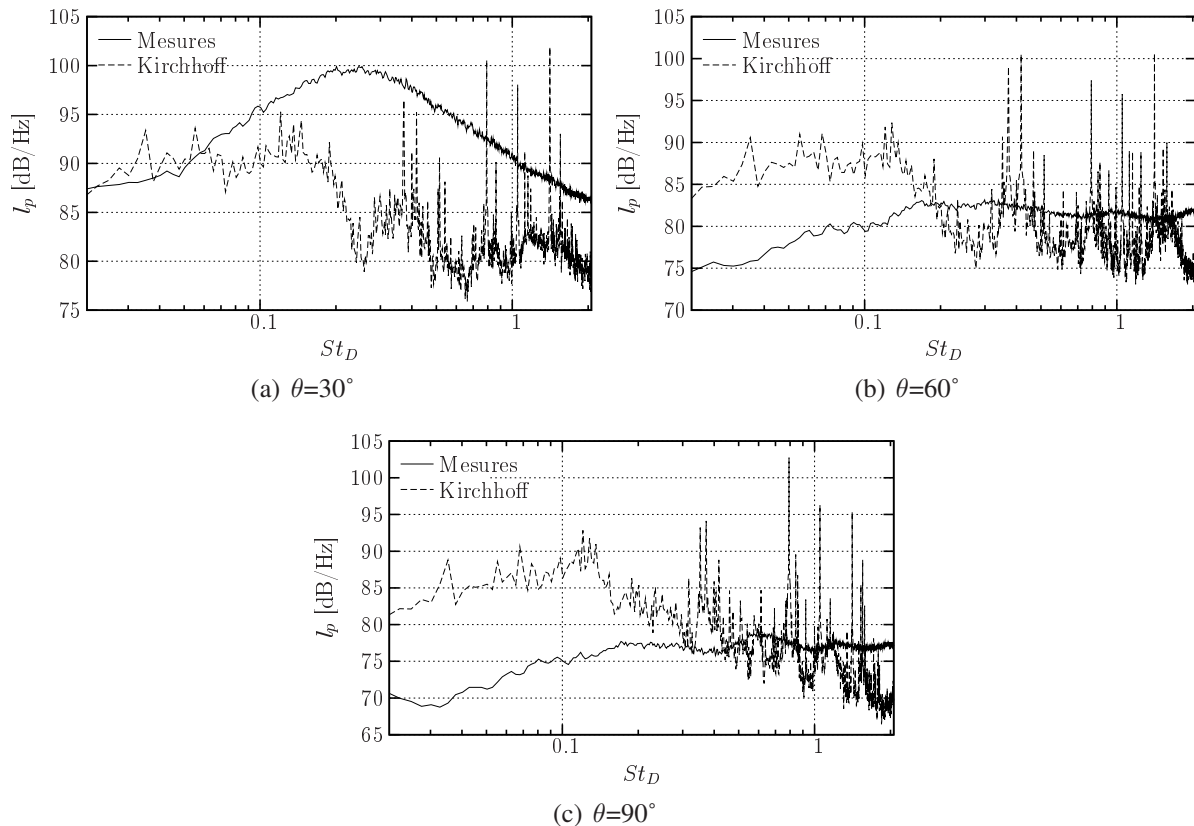 105
100
95
90
85
80
75
0.1
1
l_p [dB/Hz]
St_D
Mesures
Kirchhoff
(a) θ=30°
105
100
95
90
85
80
75
70
0.1
1
l_p [dB/Hz]
St_D
Mesures
Kirchhoff
(b) θ=60°
105
100
95
90
85
80
75
70
65
0.1
1
l_p [dB/Hz]
St_D
Mesures
Kirchhoff
(c) θ=90°